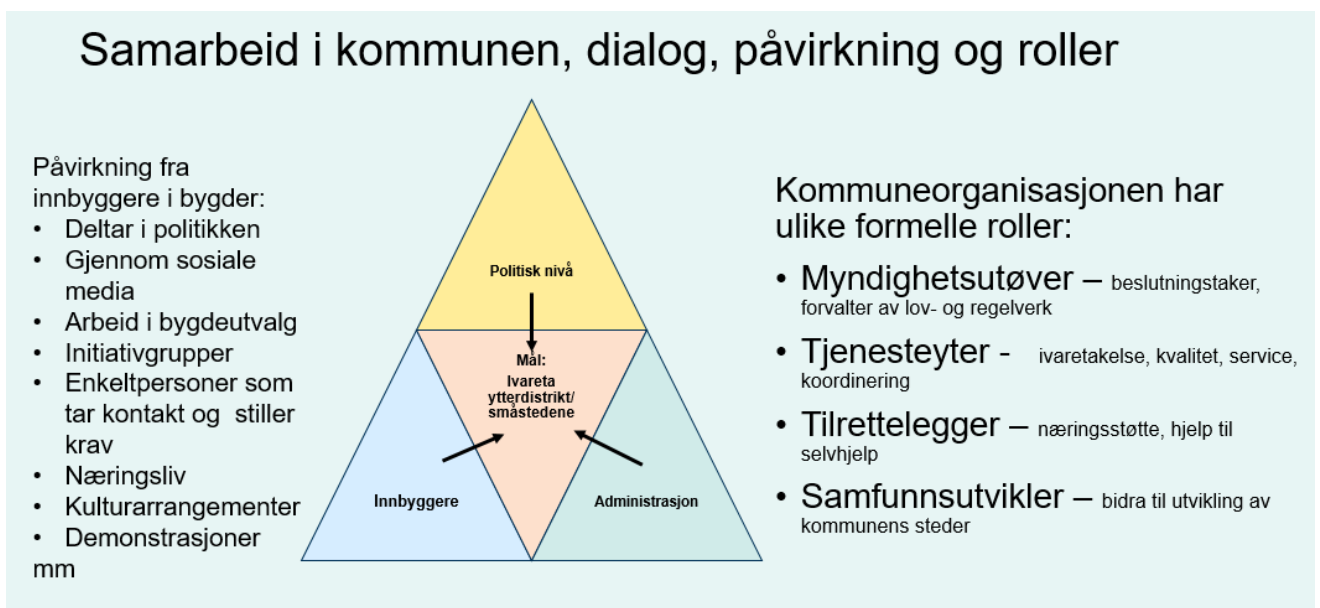 Samarbeid i kommunen, dialog, påvirkning og roller
Påvirkning fra
innbyggere i bygder:
• Deltar i politikken
• Gjennom sosiale
media
• Arbeid i bygdeutvalg
• Initiativgrupper
• Enkeltpersoner som
tar kontakt og stiller
krav
• Næringsliv
• Kulturarrangementer
• Demonstrasjoner
mm
Politisk nivå
Mål:
Ivareta
ytterdistrikt/
småstedene
Innbyggere
Administrasjon
Kommuneorganisasjonen har
ulike formelle roller:
• Myndighetsutøver – beslutningstaker,
forvalter av lov- og regelverk
• Tjenesteyter - ivaretakelse, kvalitet, service,
koordinering
• Tilrettelegger – næringsstøtte, hjelp til
selvhjelp
• Samfunnsutvikler – bidra til utvikling av
kommunens steder